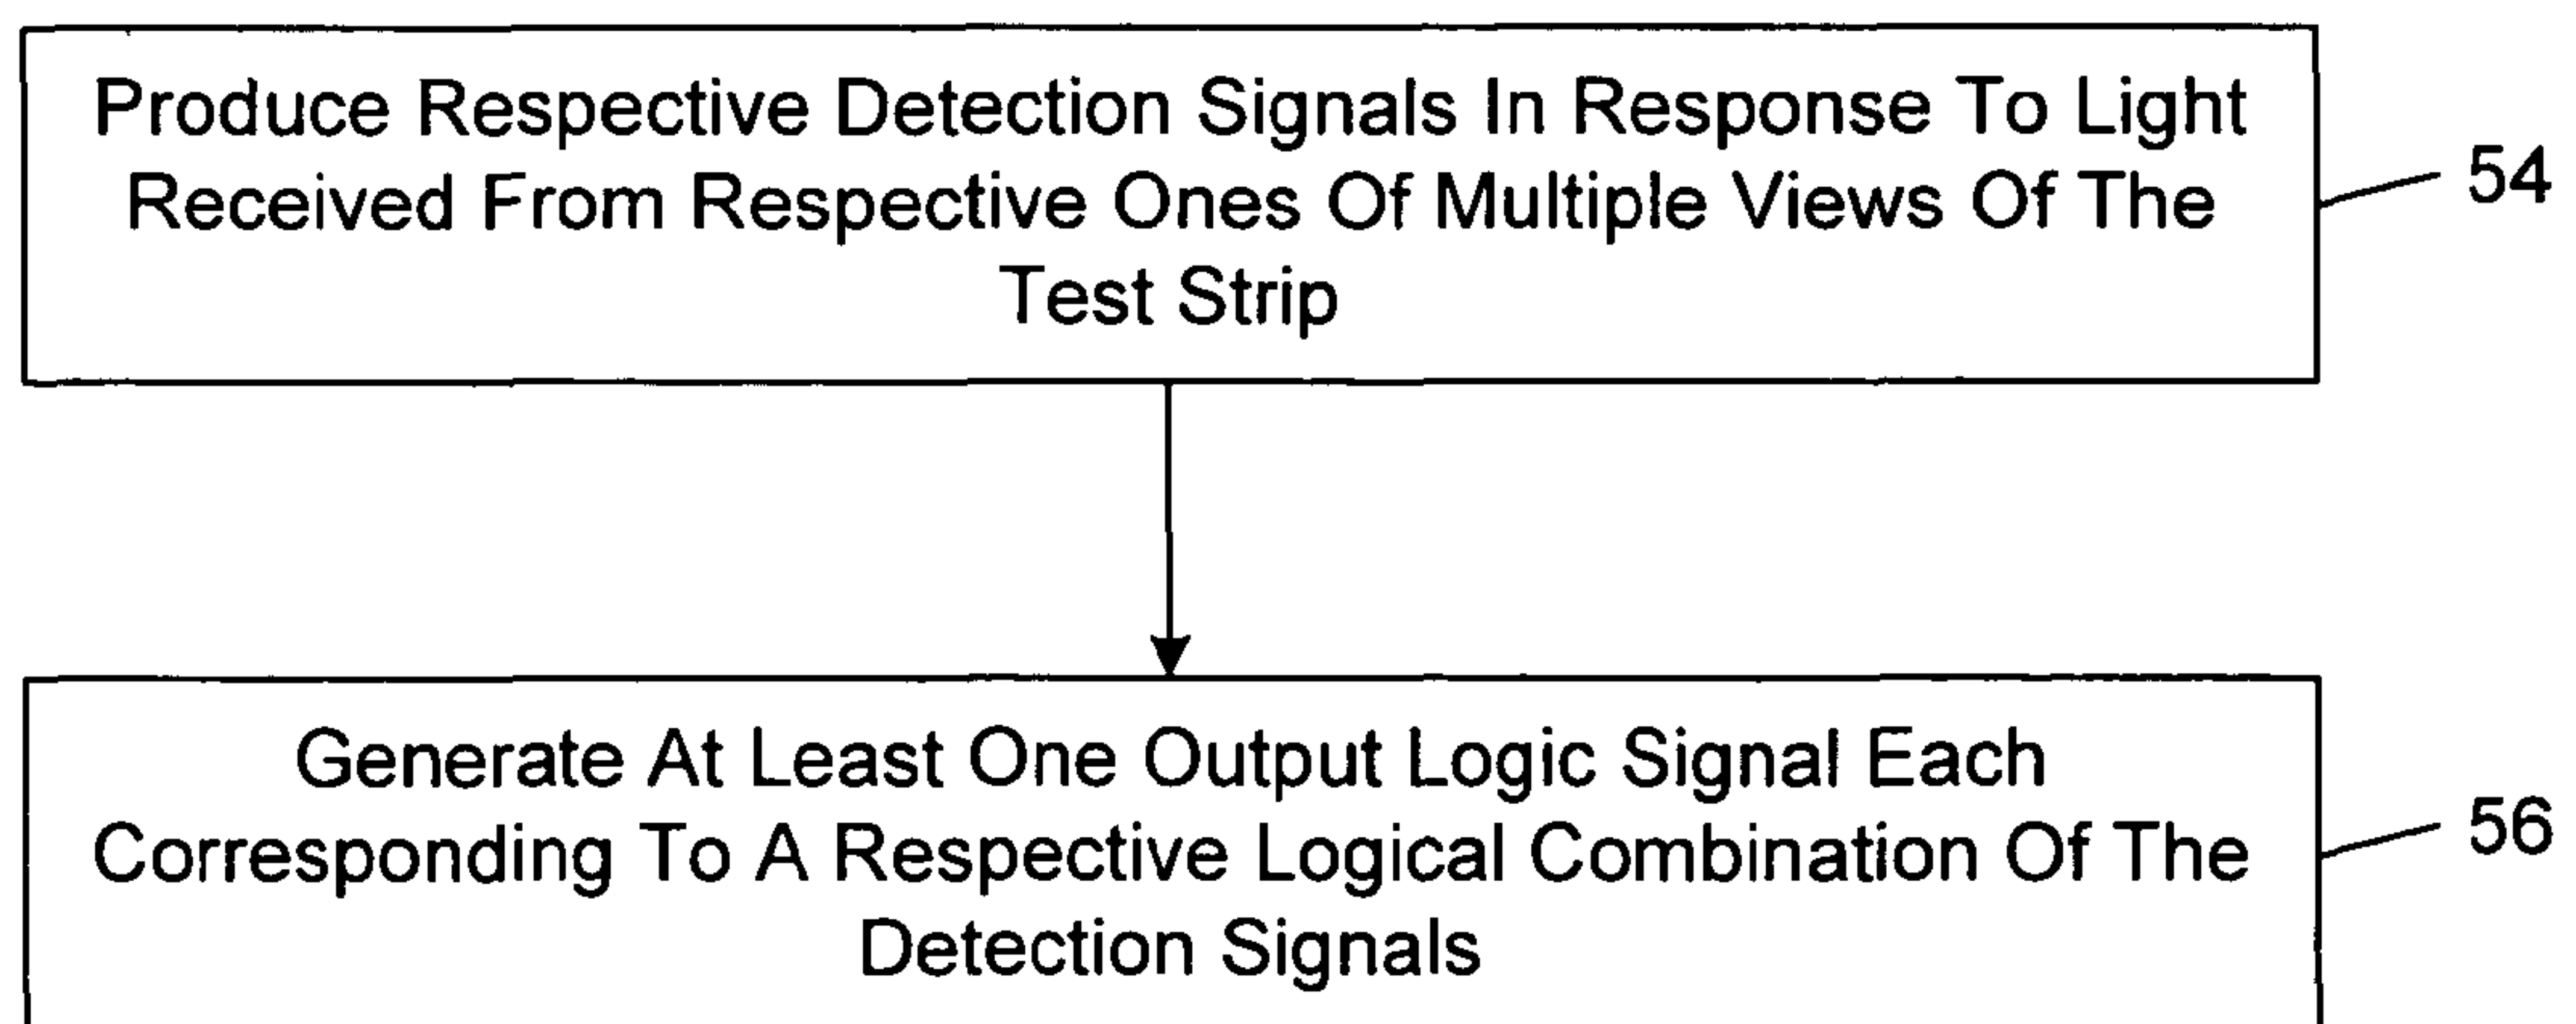 Produce Respective Detection Signals In Response To Light
Received From Respective Ones Of Multiple Views Of The
Test Strip
54
Generate At Least One Output Logic Signal Each
Corresponding To A Respective Logical Combination Of The
Detection Signals
56